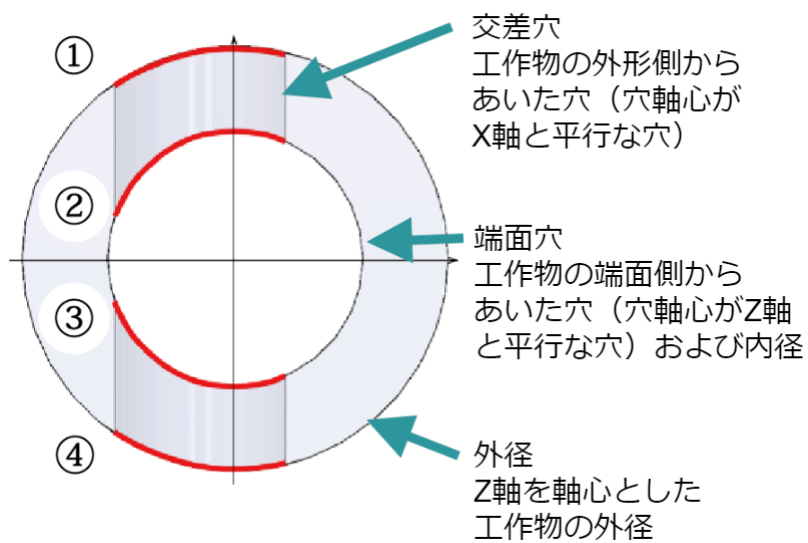 ①
交差穴
工作物の外形側から
あいた穴（穴軸心が
X軸と平行な穴）
②
端面穴
工作物の端面側から
あいた穴（穴軸心がZ軸
と平行な穴）および内径
③
④
外径
Z軸を軸心とした
工作物の外径